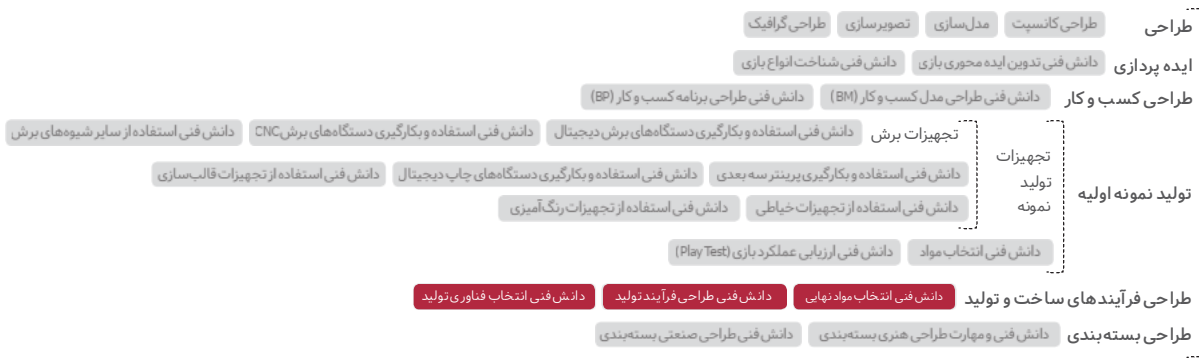 طراحی طراحی کانسپت مدل‌سازی تصویرسازی طراحی گرافیک
ایده پردازی دانش فنی تدوین ایده محوری بازی دانش فنی شناخت انواع بازی
طراحی کسب و کار دانش فنی طراحی مدل کسب و کار (BM) دانش فنی طراحی برنامه کسب و کار (BP)
تولید نمونه اولیه
تجهیزات
تولید
نمونه
تجهیزات برش دانش فنی استفاده و بکارگیری دستگاه‌های برش دیجیتال دانش فنی استفاده و بکارگیری دستگاه‌های برش CNC دانش فنی استفاده از سایر شیوه‌های برش
دانش فنی استفاده و بکارگیری پرینتر سه بعدی دانش فنی استفاده و بکارگیری دستگاه‌های چاپ دیجیتال دانش فنی استفاده از تجهیزات قالب‌سازی
دانش فنی استفاده از تجهیزات خیاطی دانش فنی استفاده از تجهیزات رنگ‌آمیزی
دانش فنی انتخاب مواد دانش فنی ارزیابی عملکرد بازی (Play Test)
طراحی فرآیندهای ساخت و تولید دانش فنی انتخاب مواد نهایی دانش فنی طراحی فرآیند تولید دانش فنی انتخاب فناوری تولید
طراحی بسته‌بندی دانش فنی و مهارت طراحی هنری بسته‌بندی دانش فنی طراحی صنعتی بسته‌بندی